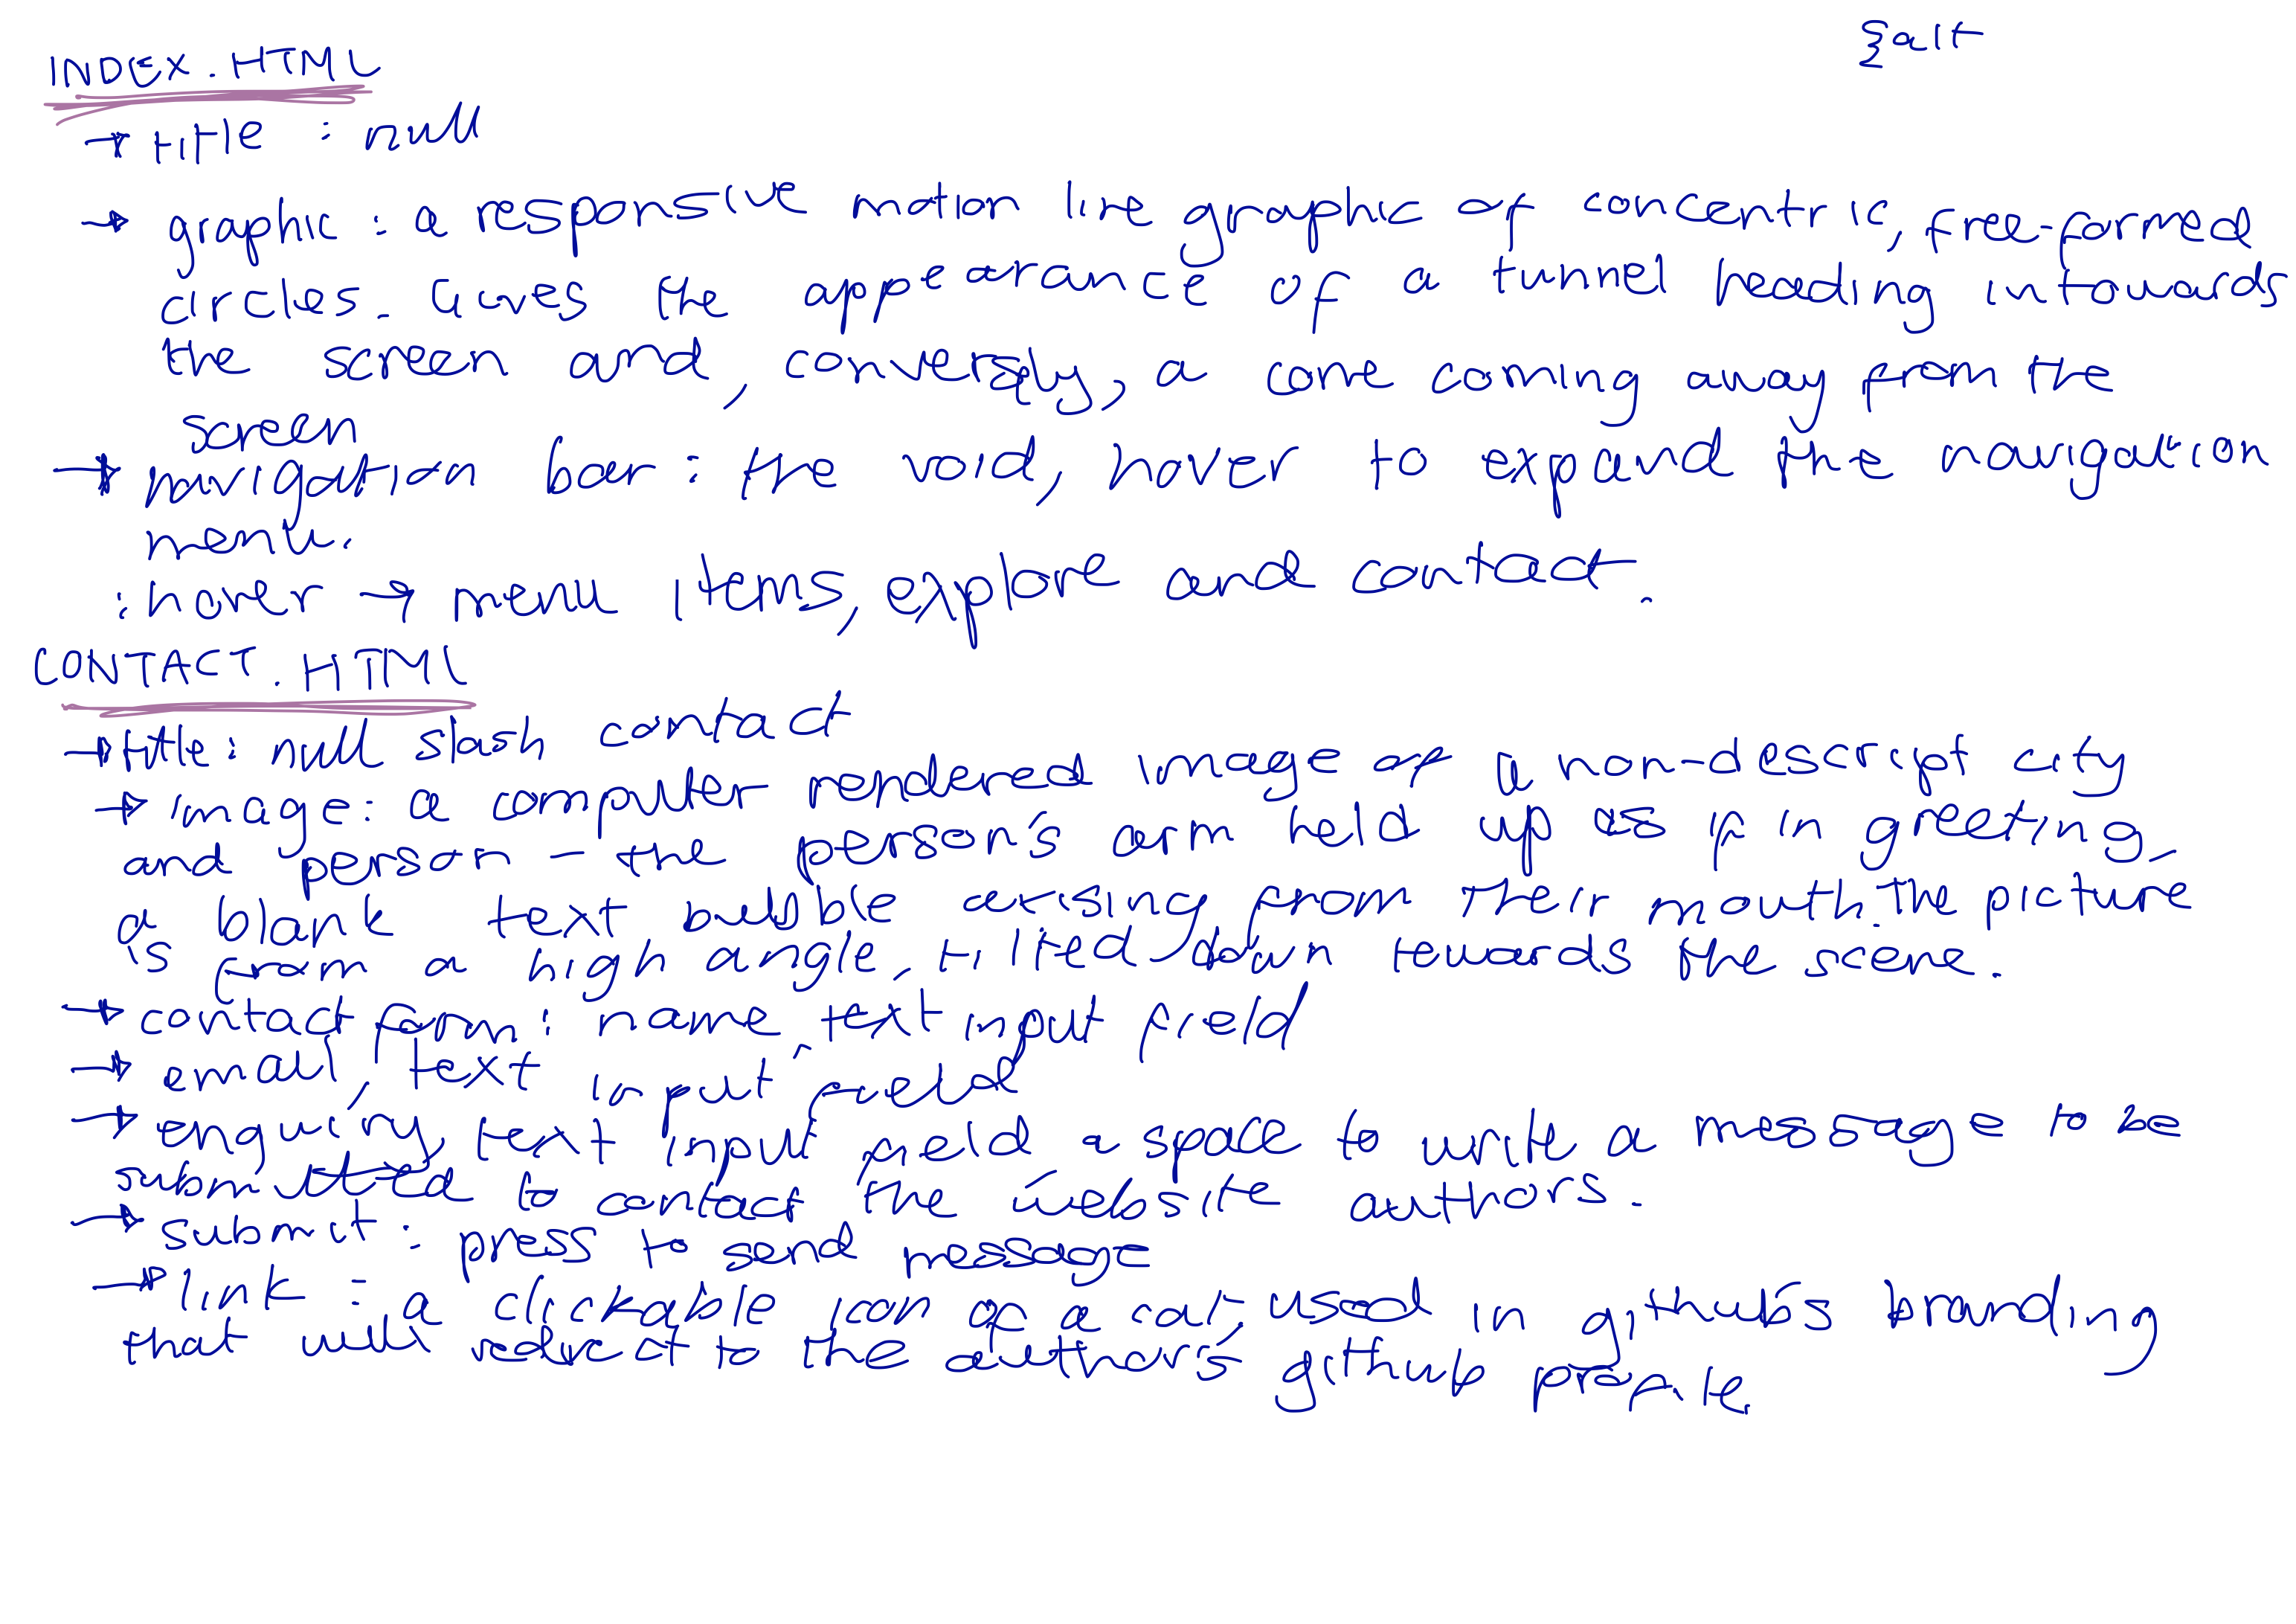 {alt
INDEX.HTML
→ title : null
→ graphic : a responsive motion line graphic of concentric, free-formed
circles. Gives the appearance of a tunnel heading in towards
the screen and, conversely, a cone coming away from the
screen
→ navigation bar : the void, hover to expand the navigation
menu.
: hover → menu items, explore and contact.
CONTACT.HTML
→ title: null slash contact
→ image: a computer rendered image of a non-descript city
and person – the person's arm held up as if in greeting,
a blank text bubble arising from their mouth. The picture
is from a high angle, tilted down towards the scene.
→ contact form: name, text input field
→ email, text input field
→ enquiry, text input field a space to write a message to be
submitted to contact the website authors.
→ submit : press to send message
→ link : a clickable icon of a cat, used in github's branding
that will redirect to the author's github profile.